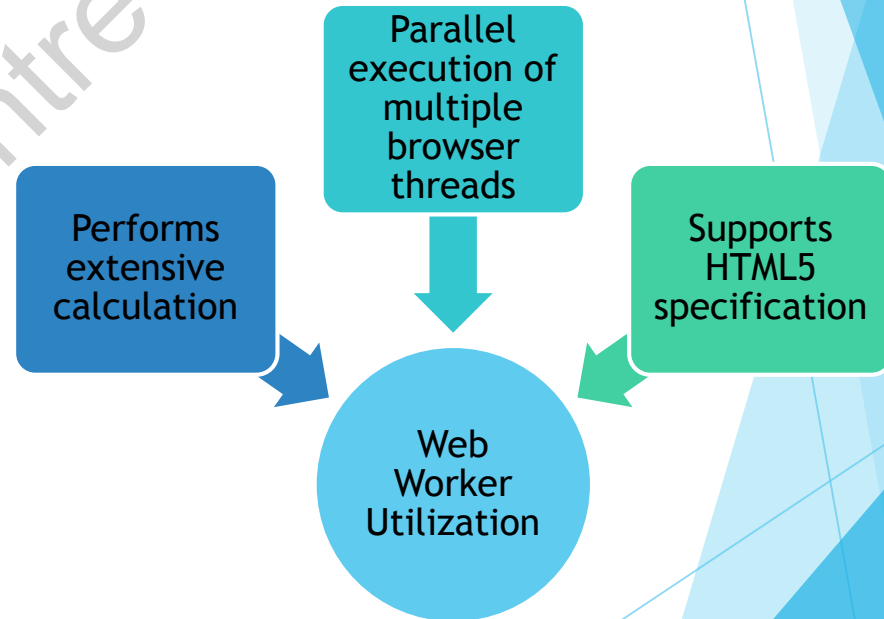 Parallel
execution of
multiple
browser
threads
Performs
extensive
calculation
Supports
HTML5
specification
Web
Worker
Utilization